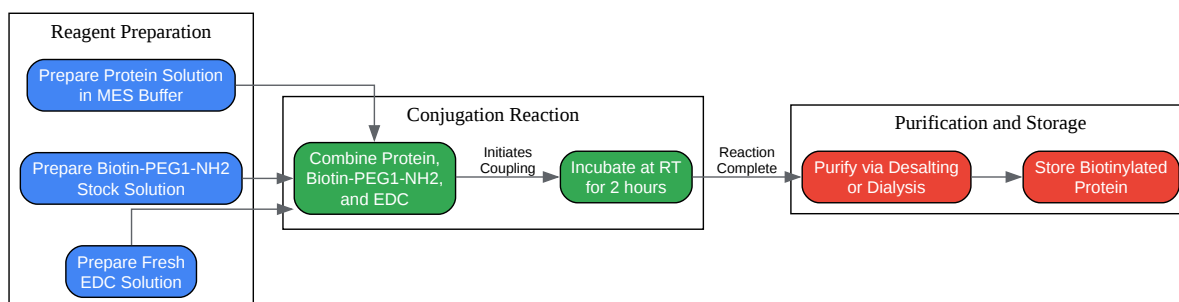 Reagent Preparation
Prepare Protein Solution
in MES Buffer
Prepare Biotin-PEG1-NH2
Stock Solution
Prepare Fresh
EDC Solution
Conjugation Reaction
Combine Protein,
Biotin-PEG1-NH2,
and EDC
Initiates
Coupling
Incubate at RT
for 2 hours
Reaction
Complete
Purification and Storage
Purify via Desalting
or Dialysis
Store Biotinylated
Protein